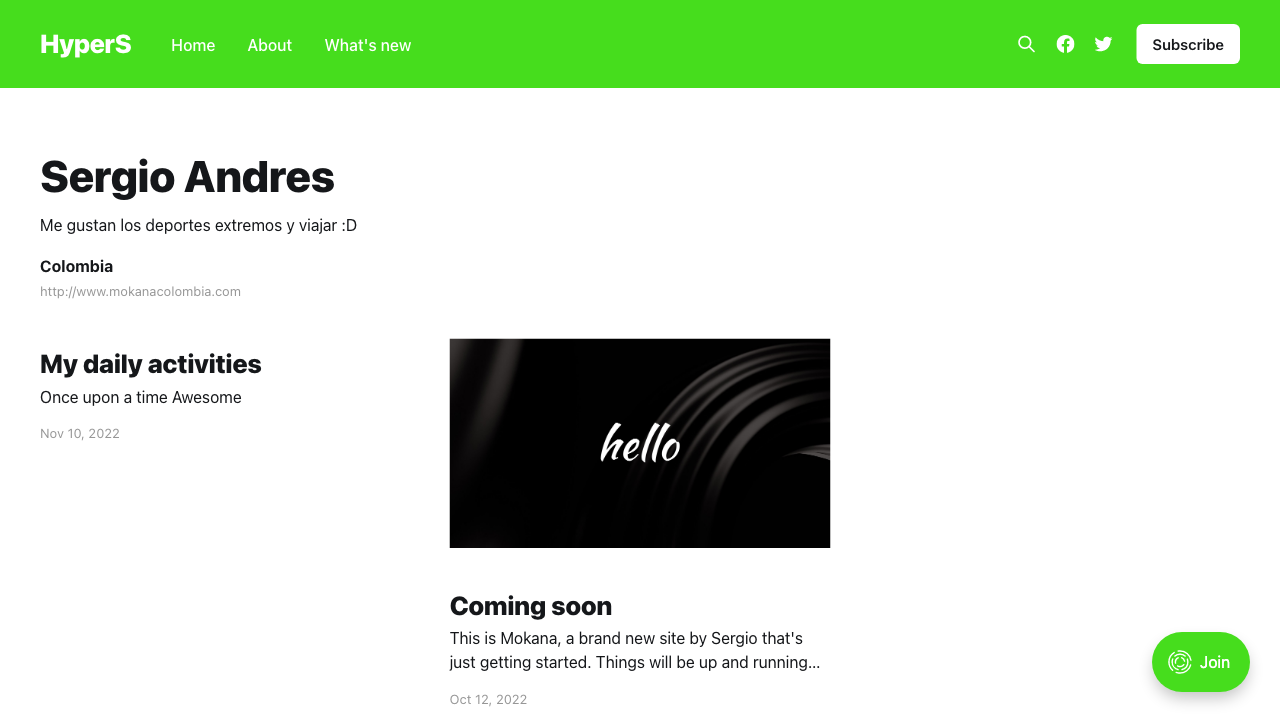 HyperS
Home
About
What's new
Subscribe
Sergio Andres
Me gustan los deportes extremos y viajar :D
Colombia
http://www.mokanacolombia.com
My daily activities
Once upon a time Awesome
Nov 10, 2022
hello
Coming soon
This is Mokana, a brand new site by Sergio that's
just getting started. Things will be up and running...
Oct 12, 2022
Join